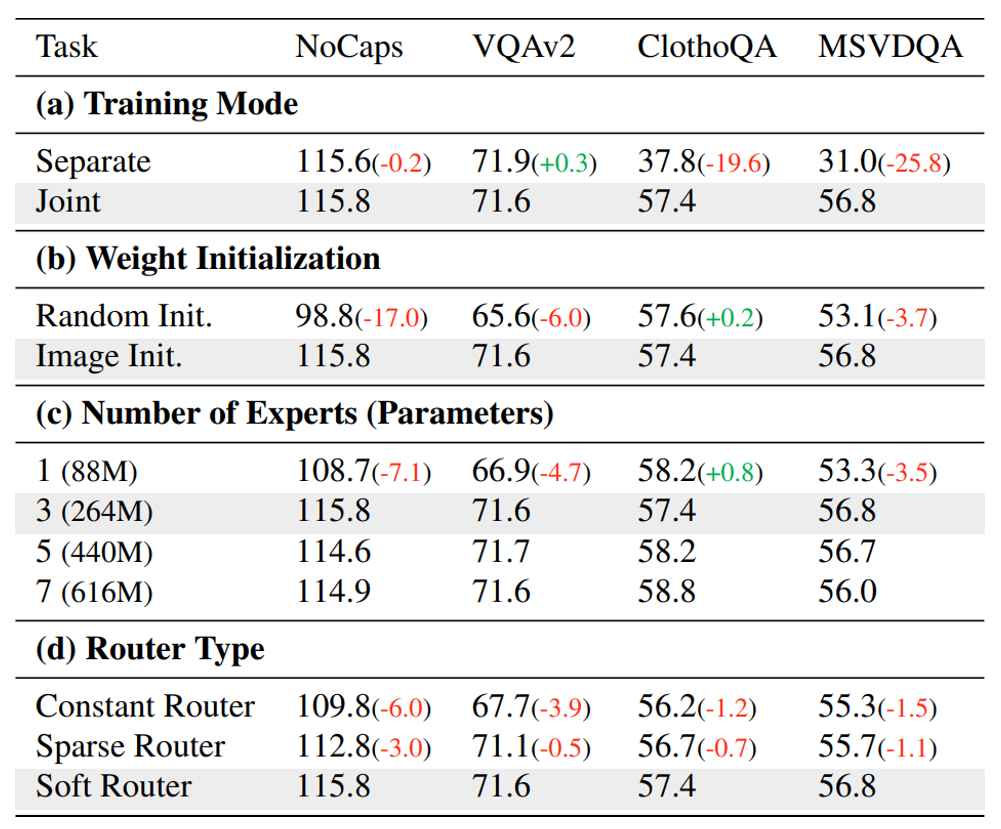 Task NoCaps VQAv2 ClothoQA MSVDQA
(a) Training Mode
Separate 115.6(-0.2) 71.9(+0.3) 37.8(-19.6) 31.0(-25.8)
Joint 115.8 71.6 57.4 56.8
(b) Weight Initialization
Random Init. 98.8(-17.0) 65.6(-6.0) 57.6(+0.2) 53.1(-3.7)
Image Init. 115.8 71.6 57.4 56.8
(c) Number of Experts (Parameters)
1 (88M) 108.7(-7.1) 66.9(-4.7) 58.2(+0.8) 53.3(-3.5)
3 (264M) 115.8 71.6 57.4 56.8
5 (440M) 114.6 71.7 58.2 56.7
7 (616M) 114.9 71.6 58.8 56.0
(d) Router Type
Constant Router 109.8(-6.0) 67.7(-3.9) 56.2(-1.2) 55.3(-1.5)
Sparse Router 112.8(-3.0) 71.1(-0.5) 56.7(-0.7) 55.7(-1.1)
Soft Router 115.8 71.6 57.4 56.8